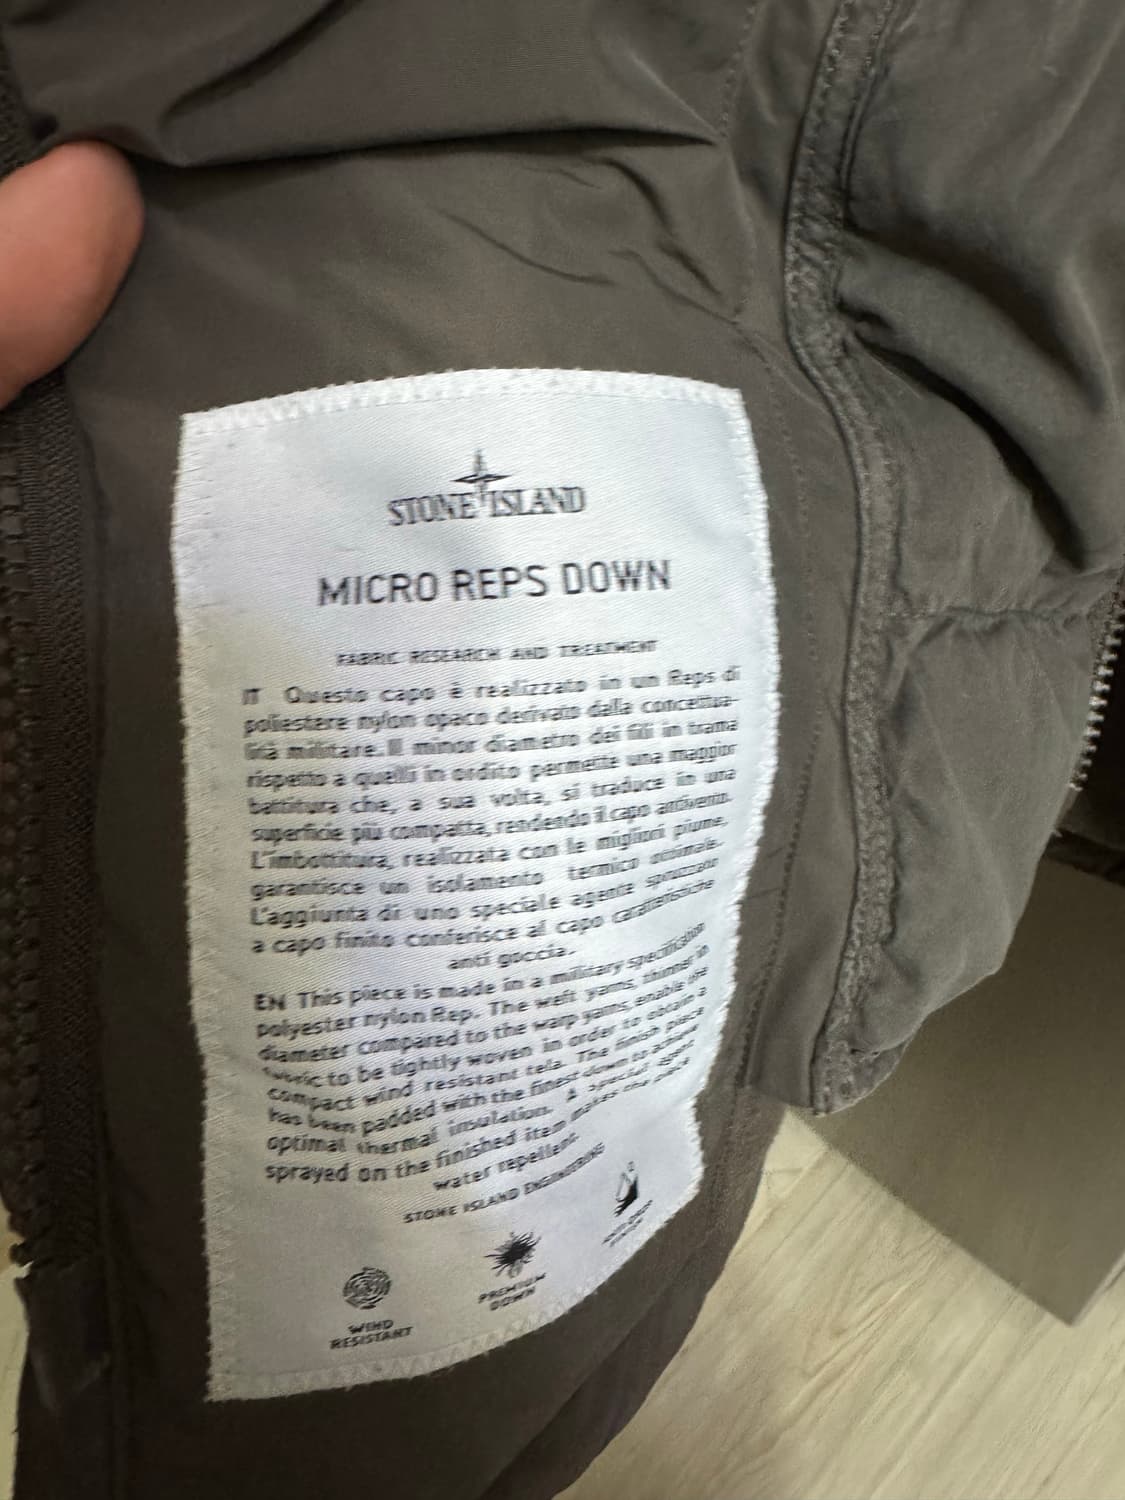 STONE ISLAND
MICRO REPS DOWN
FABRIC RESEARCH AND TREATMENT
IT Questo capo è realizzato in un Reps di
poliestere nylon opaco derivato dalla concettua-
lità militare. Il minor diametro dei fili in trama
rispetto a quelli in ordito permette una maggior
battitura che, a sua volta, si traduce in una
superficie più compatta, rendendo il capo antivento.
L'imbottitura, realizzata con le migliori piume,
garantisce un isolamento termico ottimale.
L'aggiunta di uno speciale agente spruzzato
a capo finito conferisce al capo caratteristiche
anti goccia.
EN This piece is made in a military specification
polyester nylon Rep. The weft yarns, thinner in
diameter compared to the warp yarns, enable the
fabric to be tightly woven in order to obtain a
compact wind resistant tela. The finish piece
has been padded with the finest down to achieve
optimal thermal insulation. A special agent
sprayed on the finished item makes the piece
water repellent.
STONE ISLAND ENGINEERING
WIND
RESISTANT
PREMIUM
DOWN
FINISH